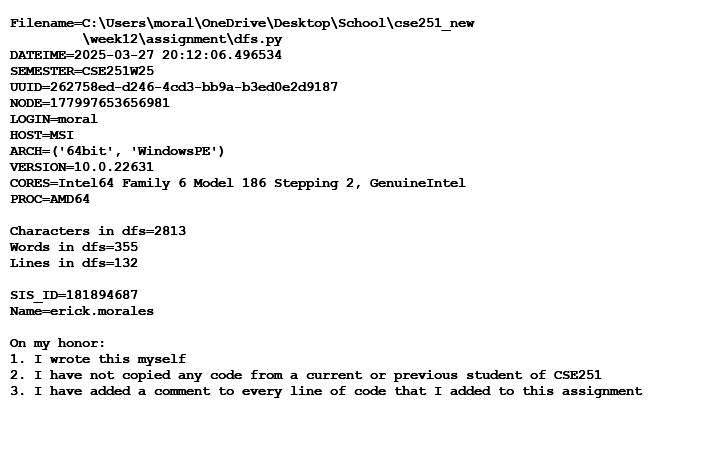 Filename=C:\Users\moral\OneDrive\Desktop\School\cse251_new
\week12\assignment\dfs.py
DATEIME=2025-03-27 20:12:06.496534
SEMESTER=CSE251W25
UUID=262758ed-d246-4cd3-bb9a-b3ed0e2d9187
NODE=177997653656981
LOGIN=moral
HOST=MSI
ARCH=('64bit', 'WindowsPE')
VERSION=10.0.22631
CORES=Intel64 Family 6 Model 186 Stepping 2, GenuineIntel
PROC=AMD64
Characters in dfs=2813
Words in dfs=355
Lines in dfs=132
SIS_ID=181894687
Name=erick.morales
On my honor:
1. I wrote this myself
2. I have not copied any code from a current or previous student of CSE251
3. I have added a comment to every line of code that I added to this assignment